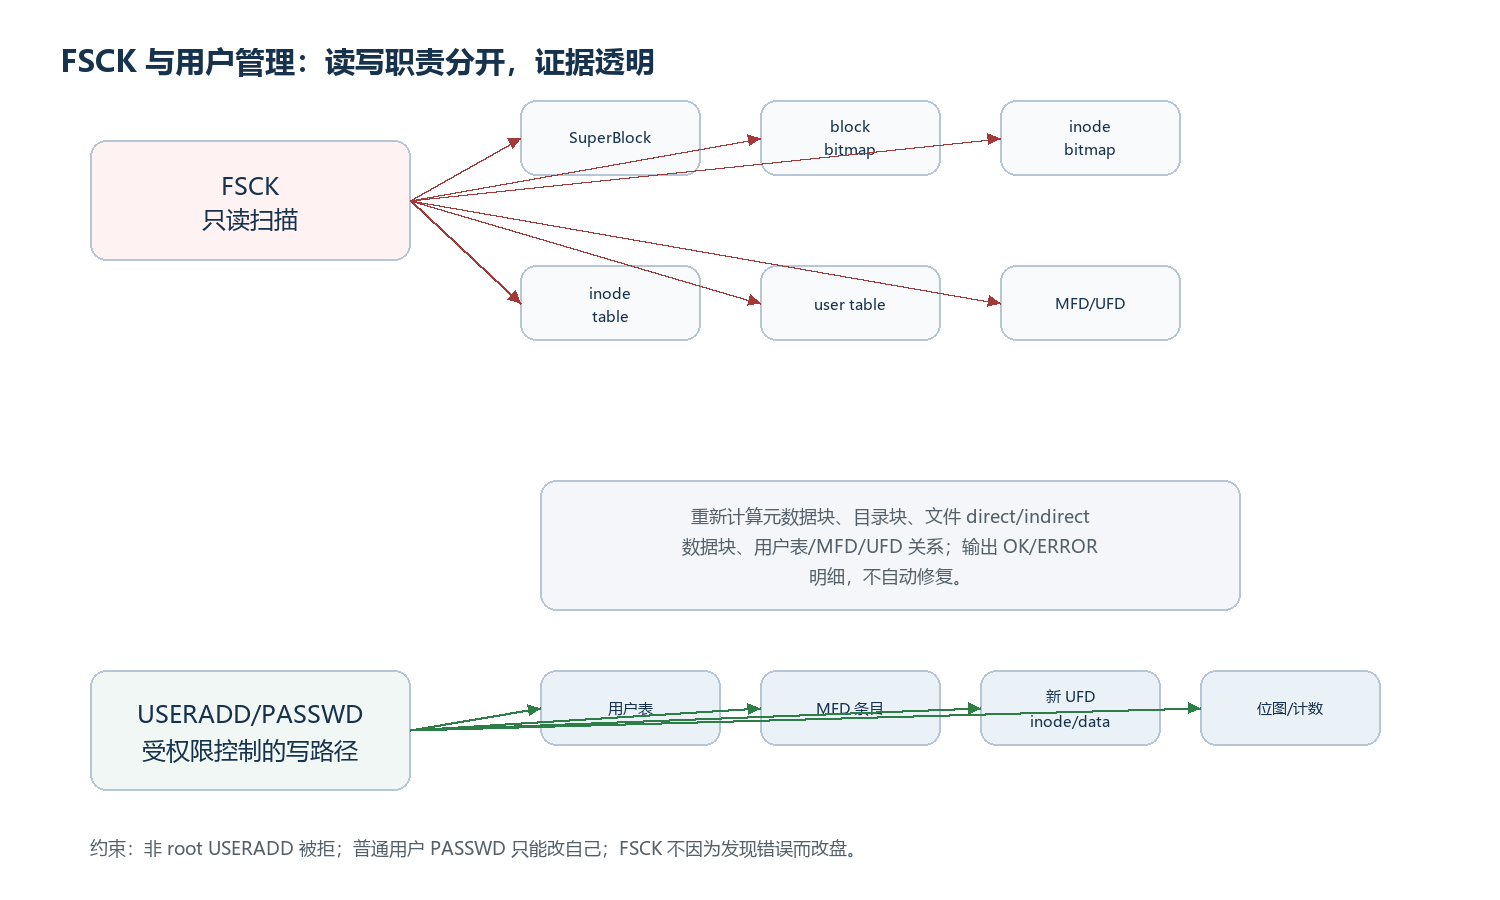 FSCK 与用户管理：读写职责分开，证据透明
FSCK
只读扫描
SuperBlock
block
bitmap
inode
bitmap
inode
table
user table
MFD/UFD
重新计算元数据块、目录块、文件 direct/indirect
数据块、用户表/MFD/UFD 关系；输出 OK/ERROR
明细，不自动修复。
USERADD/PASSWD
受权限控制的写路径
用户表
MFD 条目
新 UFD
inode/data
位图/计数
约束：非 root USERADD 被拒；普通用户 PASSWD 只能改自己；FSCK 不因为发现错误而改盘。